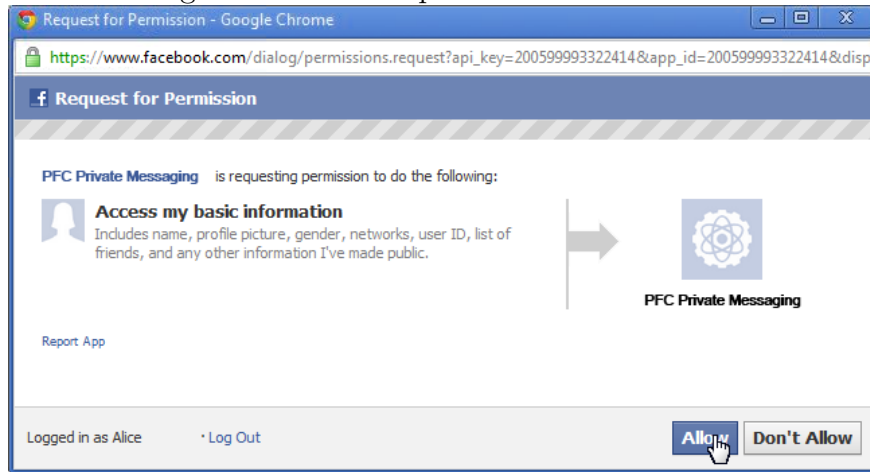 Request for Permission - Google Chrome
https://www.facebook.com/dialog/permissions.request?api_key=200599993322414&app_id=200599993322414&disp
f Request for Permission
PFC Private Messaging is requesting permission to do the following:
Access my basic information
Includes name, profile picture, gender, networks, user ID, list of
friends, and any other information I've made public.
PFC Private Messaging
Report App
Logged in as Alice · Log Out
Allow Don't Allow